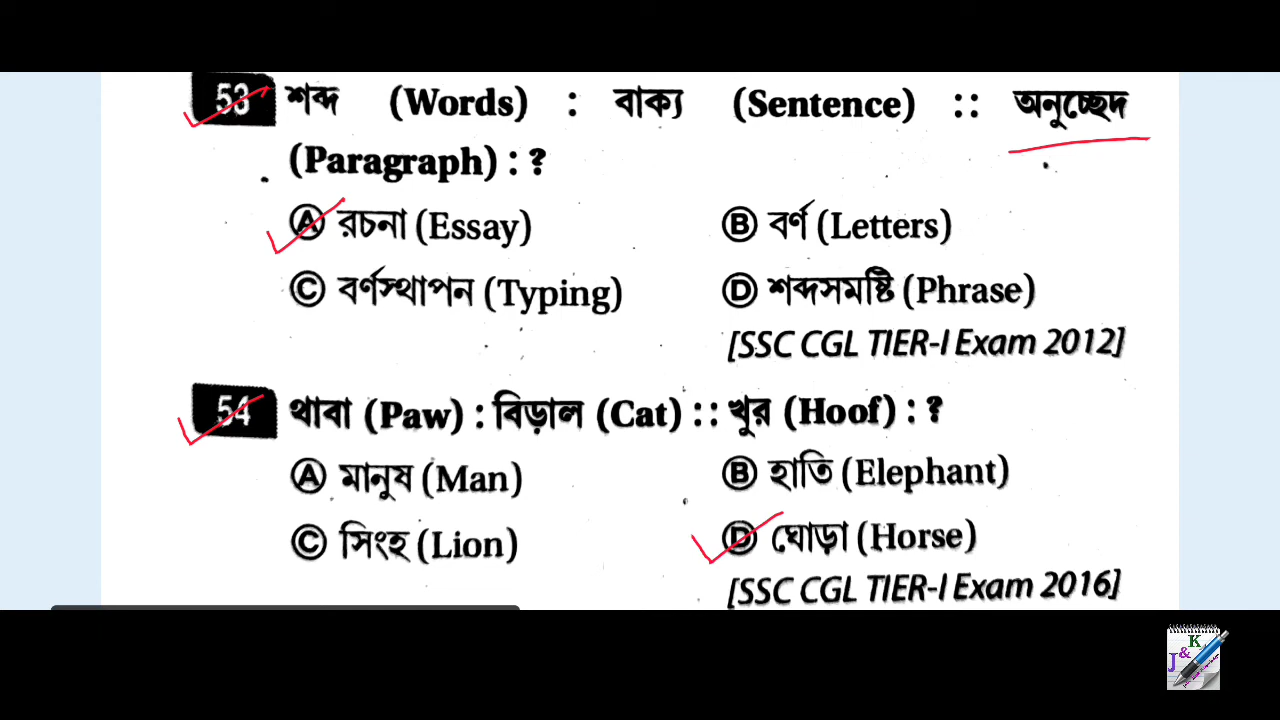 53 শব্দ (Words) : বাক্য (Sentence) :: অনুচ্ছেদ
(Paragraph) : ?
Ⓐ রচনা (Essay) Ⓑ বর্ণ (Letters)
Ⓒ বর্ণস্থাপন (Typing) Ⓓ শব্দসমষ্টি (Phrase)
[SSC CGL TIER-I Exam 2012]
54 থাবা (Paw) : বিড়াল (Cat) :: খুর (Hoof) : ?
Ⓐ মানুষ (Man) Ⓑ হাতি (Elephant)
Ⓒ সিংহ (Lion) Ⓓ ঘোড়া (Horse)
[SSC CGL TIER-I Exam 2016]
J&K